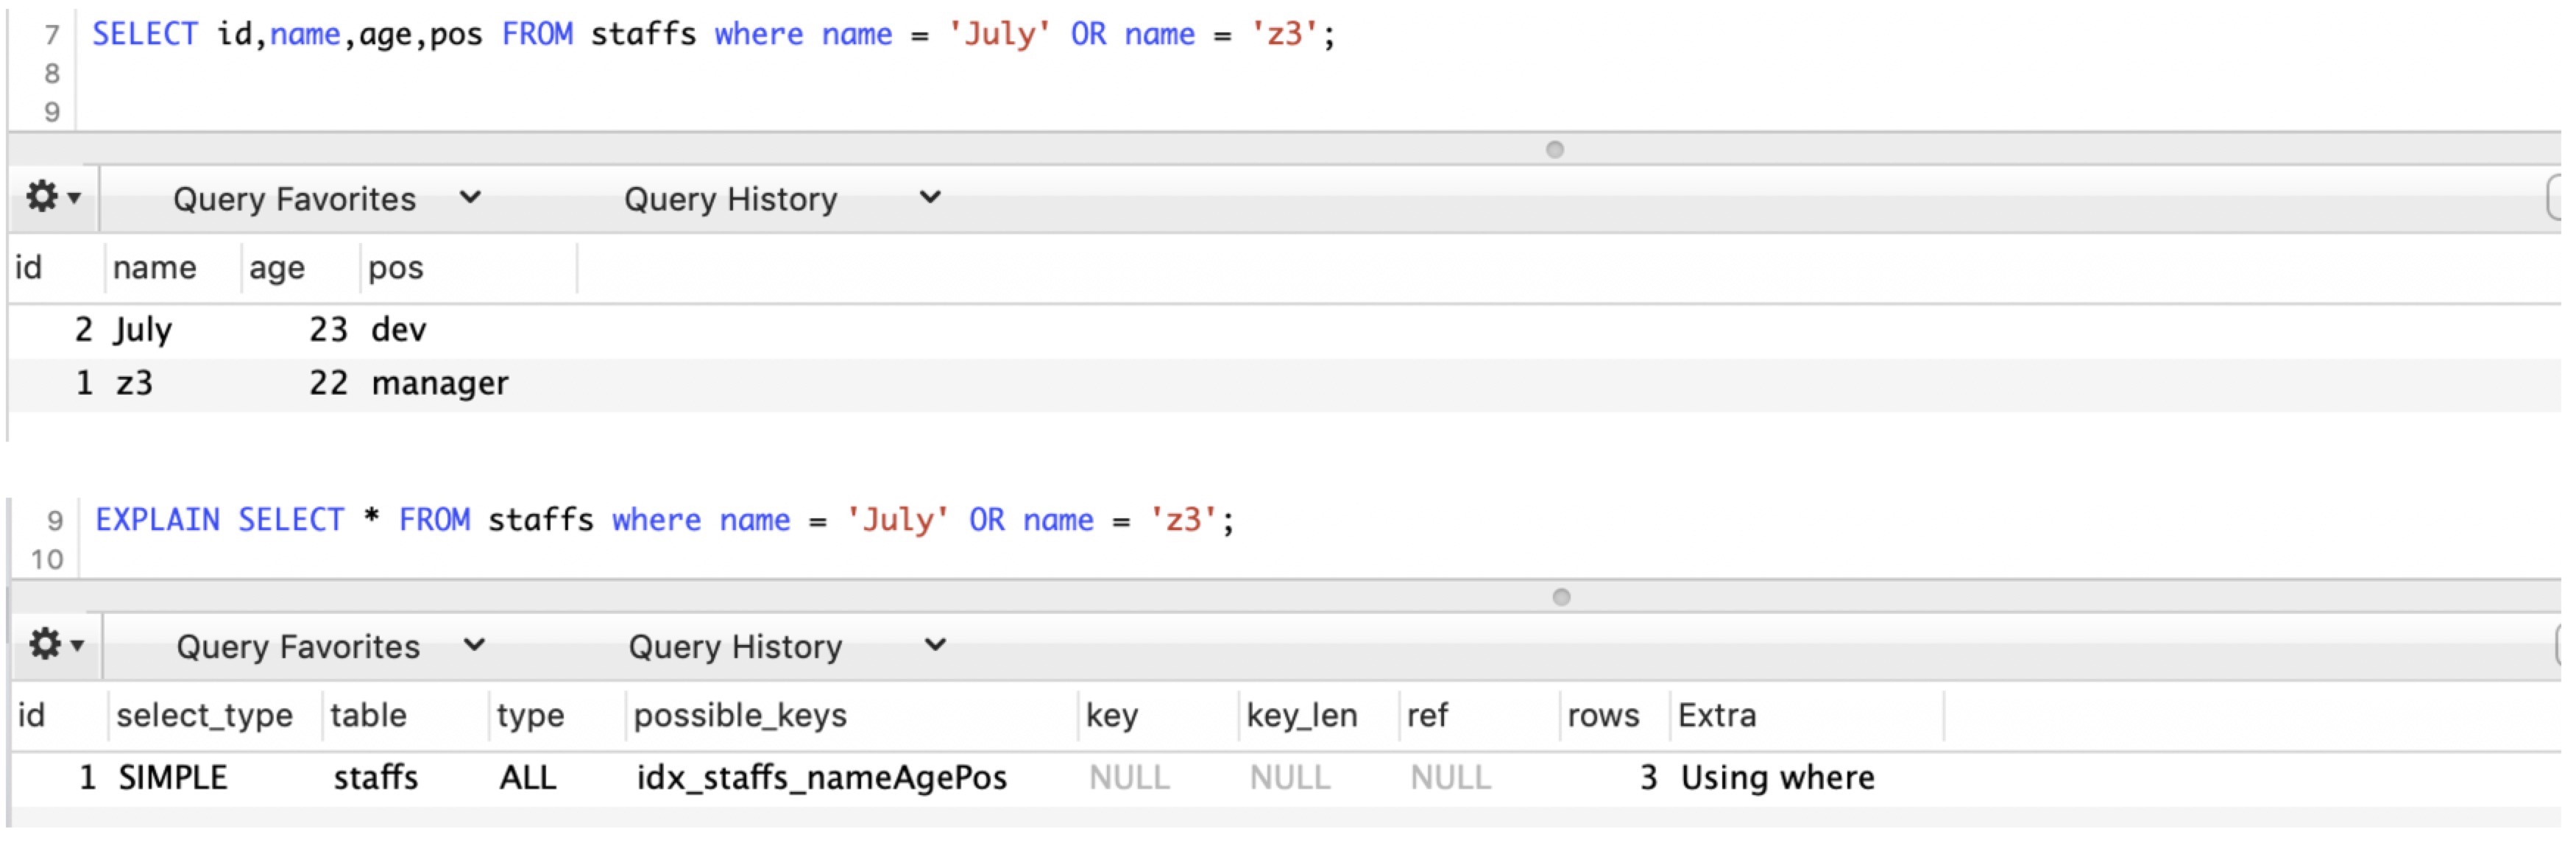 7 SELECT id,name,age,pos FROM staffs where name = 'July' OR name = 'z3';
8
9
Query Favorites Query History
id name age pos
2 July 23 dev
1 z3 22 manager
9 EXPLAIN SELECT * FROM staffs where name = 'July' OR name = 'z3';
10
Query Favorites Query History
id select_type table type possible_keys key key_len ref rows Extra
1 SIMPLE staffs ALL idx_staffs_nameAgePos NULL NULL NULL 3 Using where